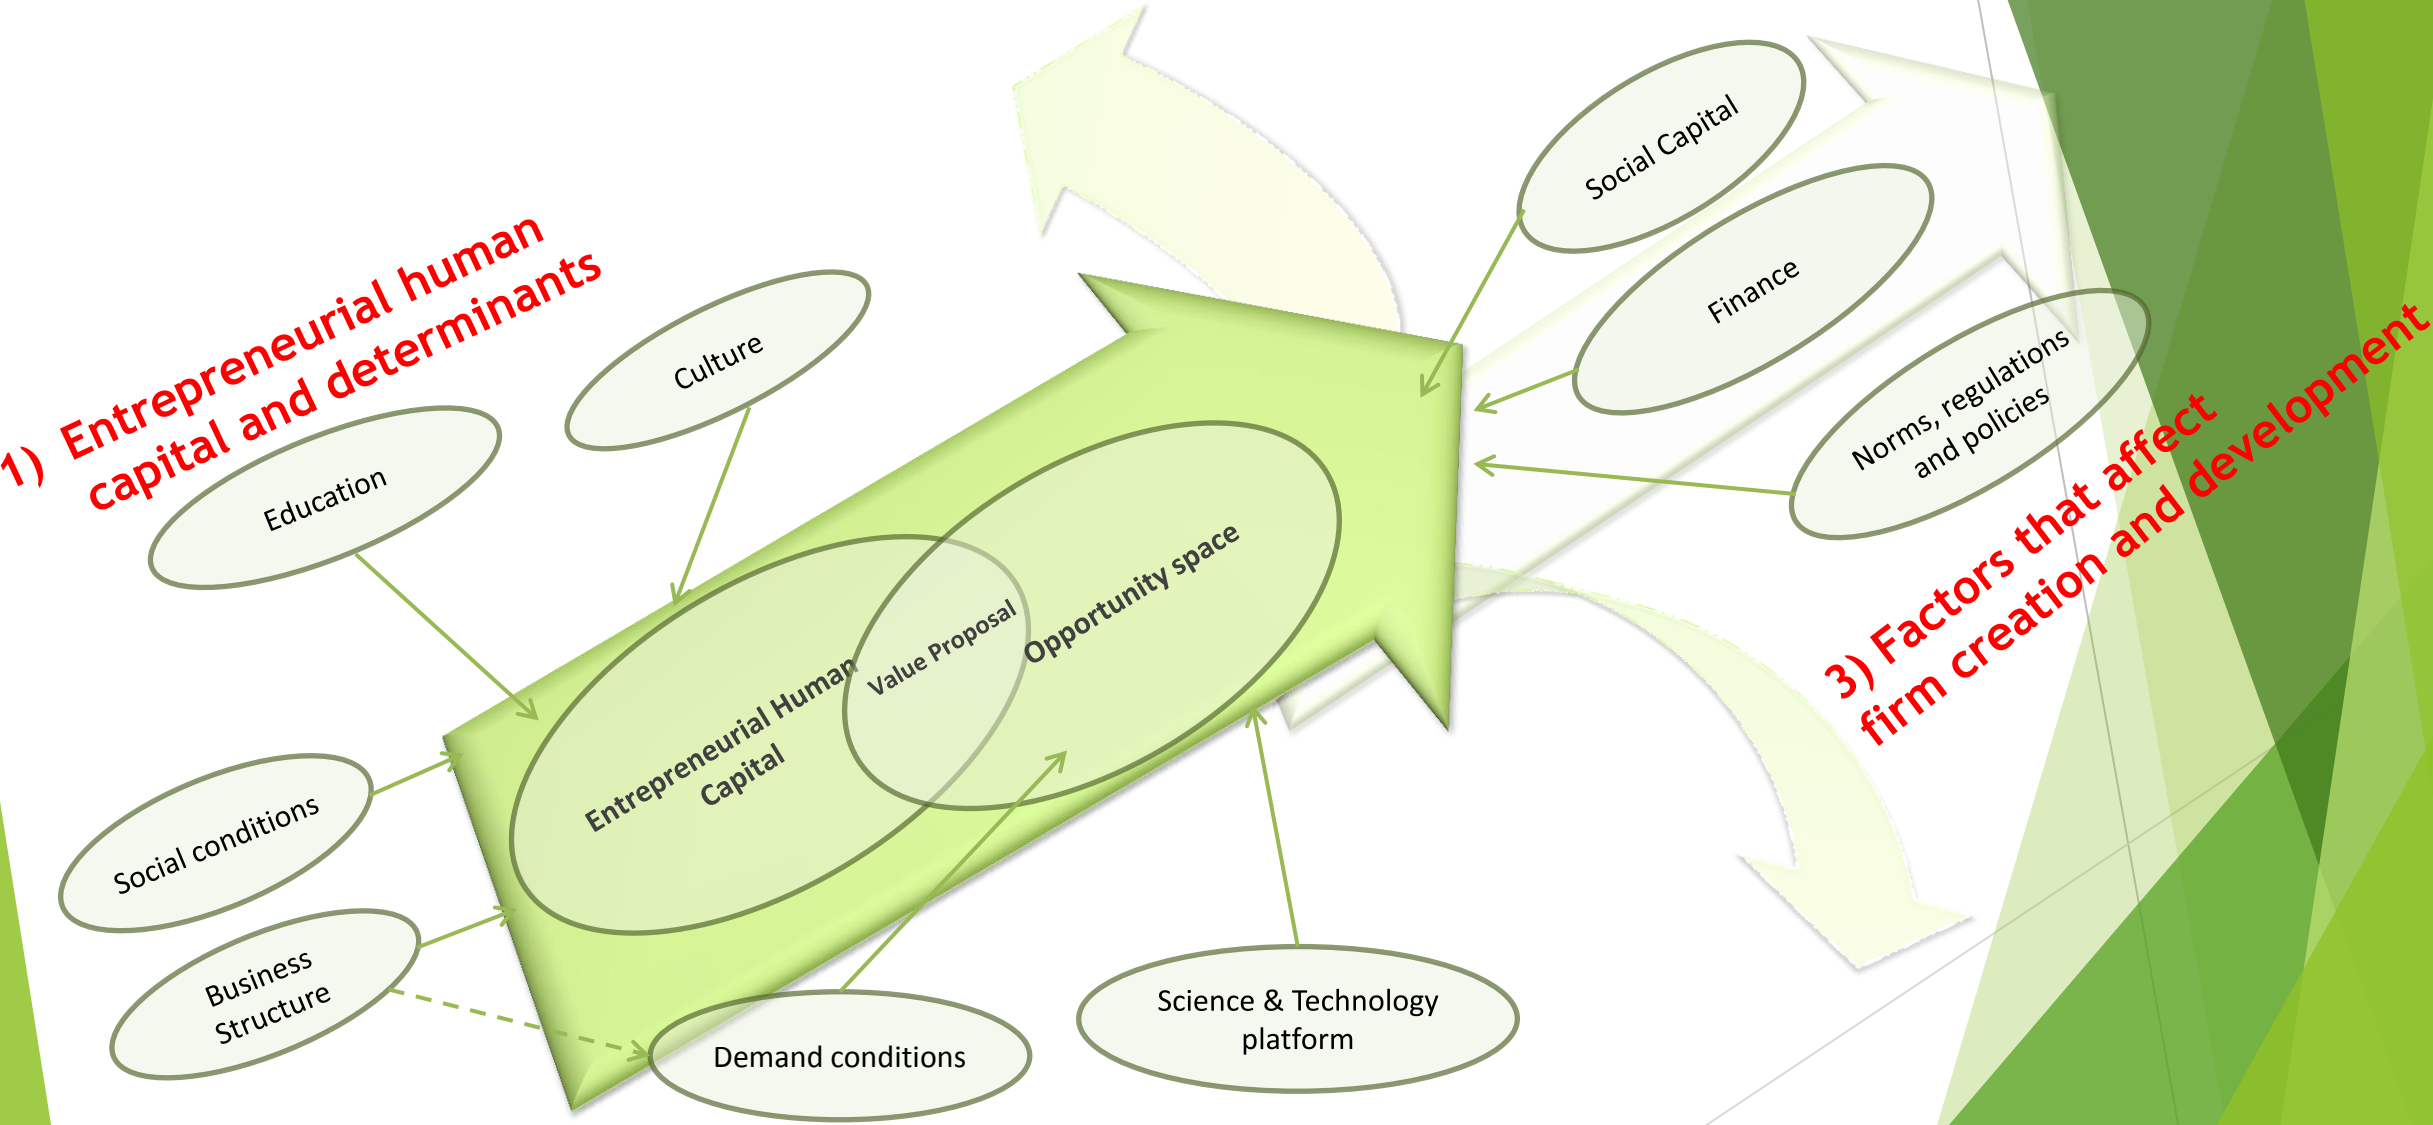 1) Entrepreneurial human
capital and determinants
Education
Culture
Social conditions
Business
Structure
Entrepreneurial Human
Capital
Value Proposal
Opportunity space
Demand conditions
Science & Technology
platform
Social Capital
Finance
Norms, regulations
and policies
3) Factors that affect
firm creation and development